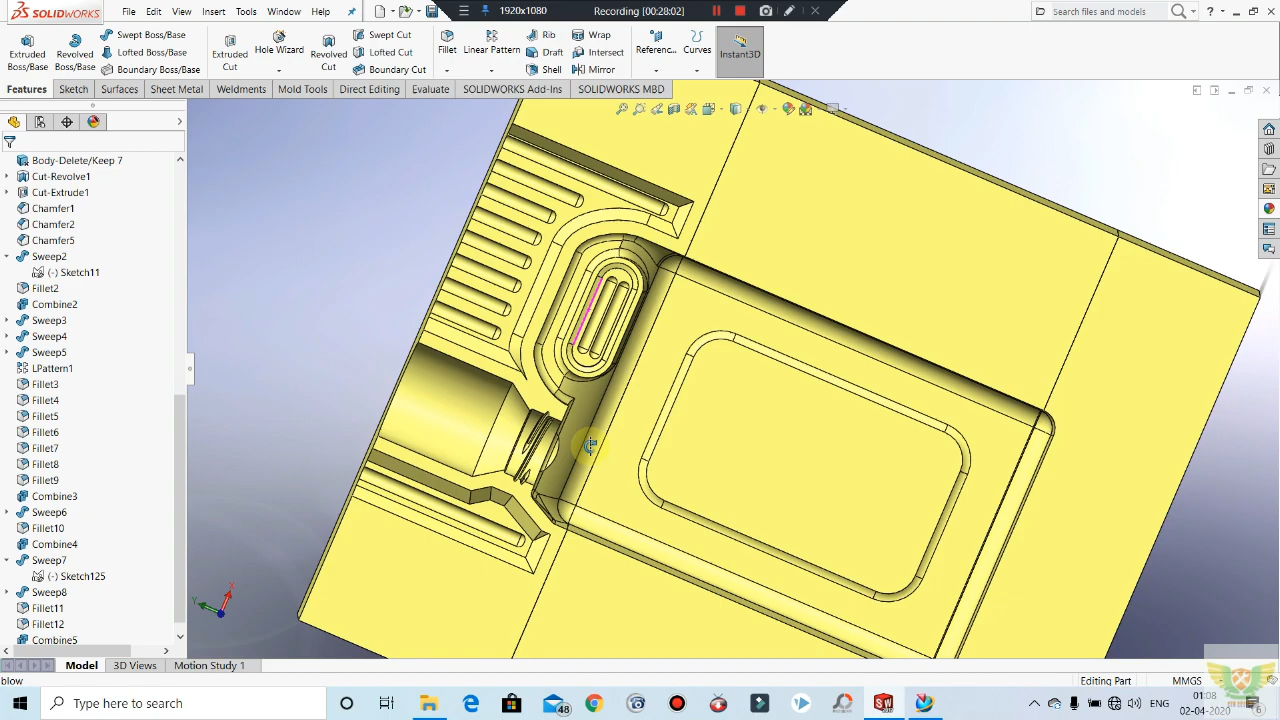 SOLIDWORKS File Edit View Insert Tools Window Help 1920x1080 Recording [00:28:02] Search files and models ?
Extruded Boss/Base Revolved Boss/Base Swept Boss/Base Lofted Boss/Base Boundary Boss/Base Extruded Cut Hole Wizard Revolved Cut Swept Cut Lofted Cut Boundary Cut Fillet Linear Pattern Rib Draft Shell Wrap Intersect Mirror Referenc... Curves Instant3D
Features Sketch Surfaces Sheet Metal Weldments Mold Tools Direct Editing Evaluate SOLIDWORKS Add-Ins SOLIDWORKS MBD
Body-Delete/Keep 7
Cut-Revolve1
Cut-Extrude1
Chamfer1
Chamfer2
Chamfer5
Sweep2
(-) Sketch11
Fillet2
Combine2
Sweep3
Sweep4
Sweep5
LPattern1
Fillet3
Fillet4
Fillet5
Fillet6
Fillet7
Fillet8
Fillet9
Combine3
Sweep6
Fillet10
Combine4
Sweep7
(-) Sketch125
Sweep8
Fillet11
Fillet12
Combine5
X
Y
Model 3D Views Motion Study 1
blow Editing Part MMGS
Type here to search 48 SW ENG 01:08 02-04-2020 6